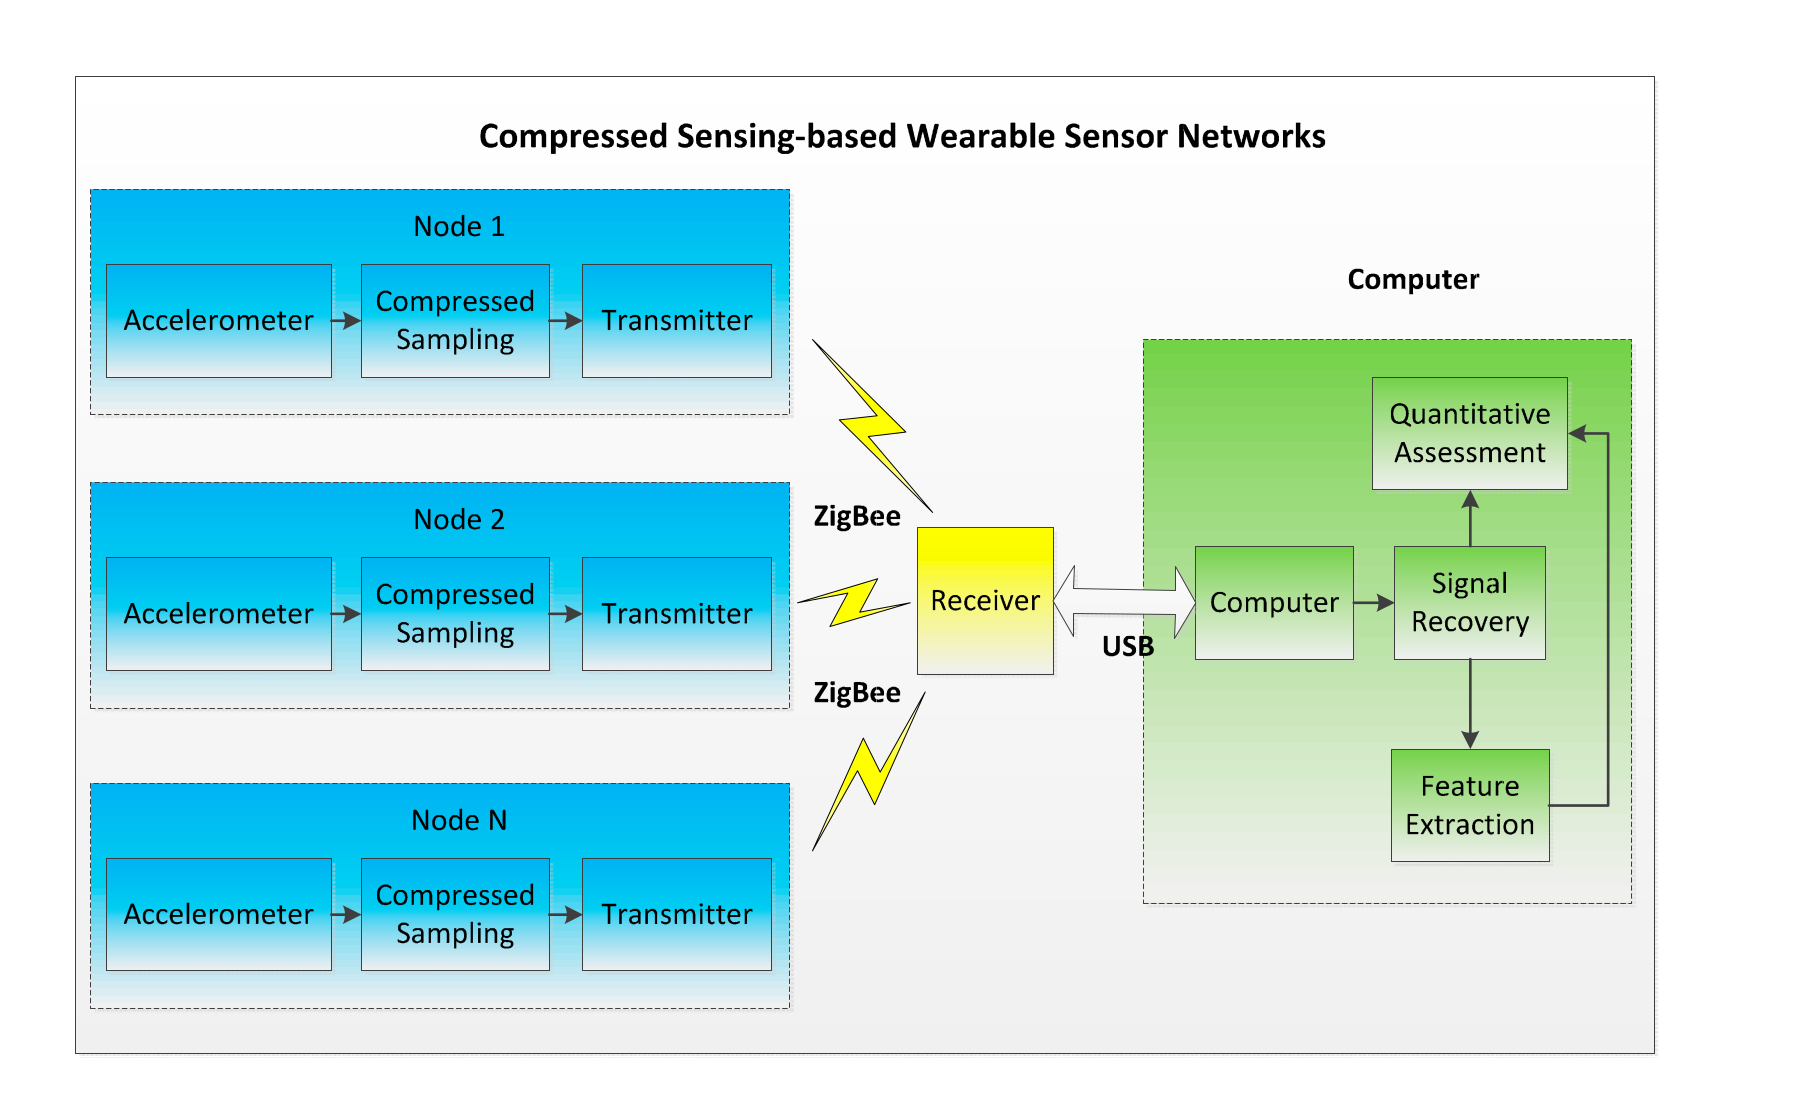 Compressed Sensing-based Wearable Sensor Networks
Node 1
Accelerometer
Compressed
Sampling
Transmitter
Node 2
Accelerometer
Compressed
Sampling
Transmitter
Node N
Accelerometer
Compressed
Sampling
Transmitter
ZigBee
ZigBee
Receiver
USB
Computer
Computer
Signal
Recovery
Quantitative
Assessment
Feature
Extraction